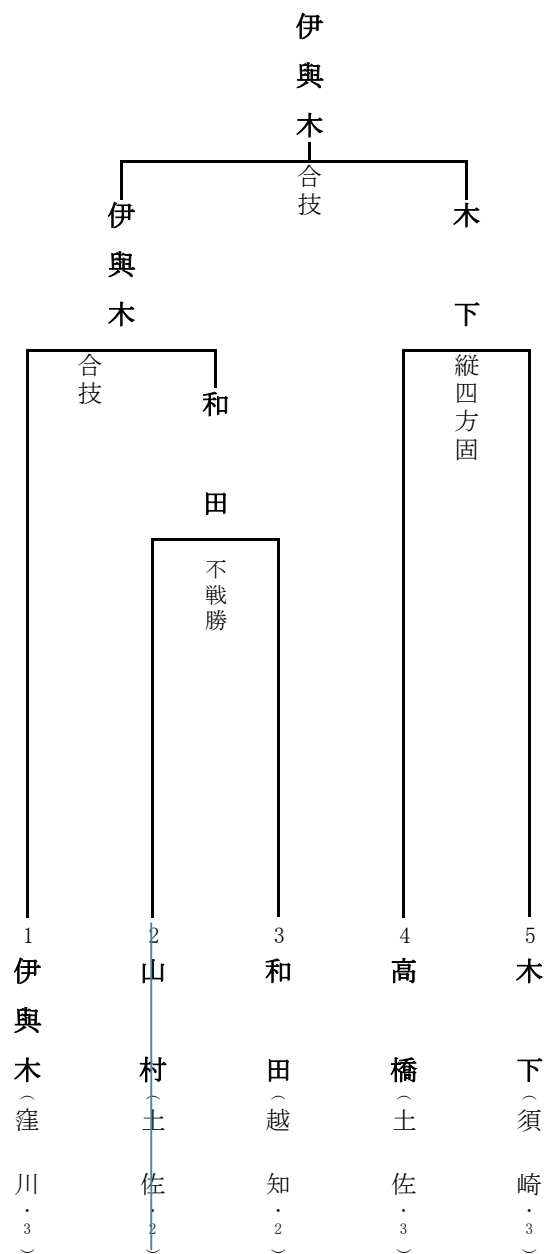 伊與木
合技
伊與木
木下
合技
縦四方固
和田
不戦勝
1
伊與木（窪川・3）
2
山村（土佐・2）
3
和田（越知・2）
4
高橋（土佐・3）
5
木下（須崎・3）